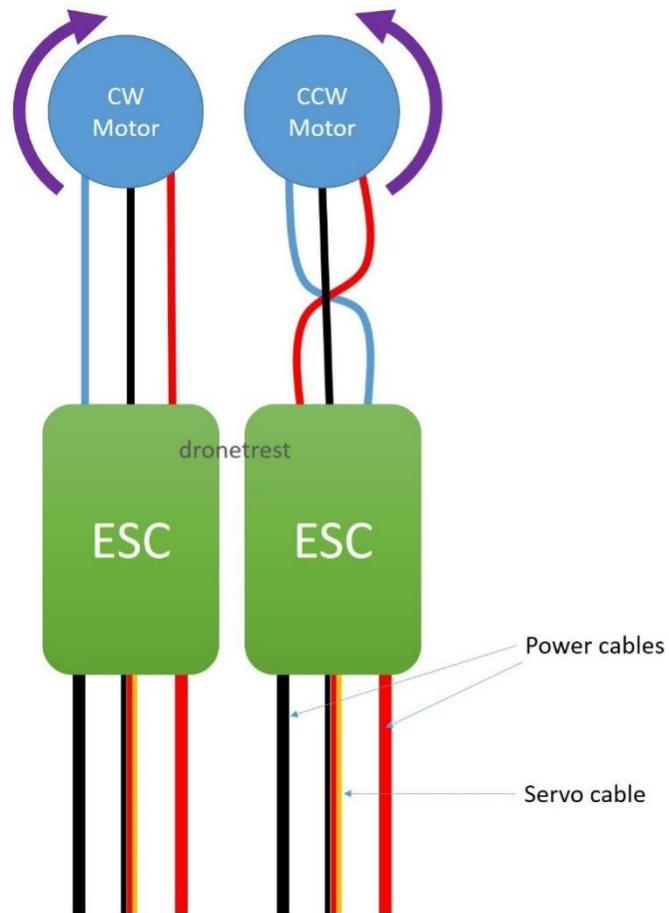 CW
Motor
CCW
Motor
dronetrest
ESC
ESC
Power cables
Servo cable